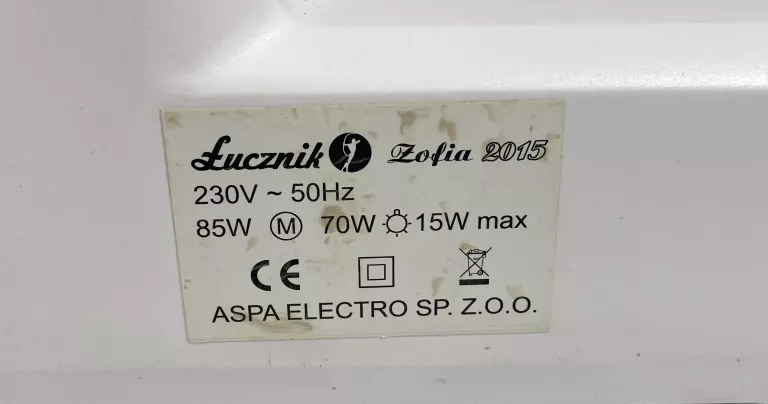 Łucznik Zofia 2015
230V ~ 50Hz
85W M 70W 15W max
CE
ASPA ELECTRO SP. Z.O.O.